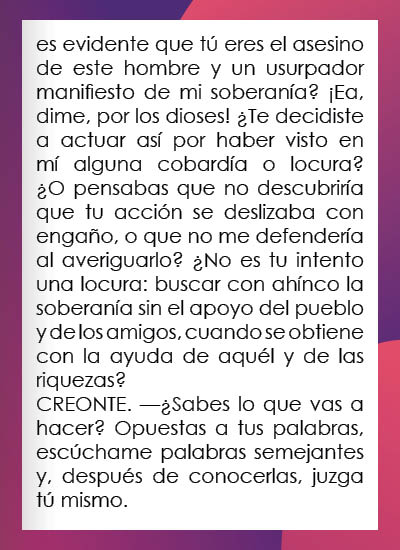 es evidente que tú eres el asesino
de este hombre y un usurpador
manifiesto de mi soberanía? ¡Ea,
dime, por los dioses! ¿Te decidiste
a actuar así por haber visto en
mí alguna cobardía o locura?
¿O pensabas que no descubriría
que tu acción se deslizaba con
engaño, o que no me defendería
al averiguarlo? ¿No es tu intento
una locura: buscar con ahínco la
soberanía sin el apoyo del pueblo
y de los amigos, cuando se obtiene
con la ayuda de aquél y de las
riquezas?
CREONTE. —¿Sabes lo que vas a
hacer? Opuestas a tus palabras,
escúchame palabras semejantes
y, después de conocerlas, juzga
tú mismo.